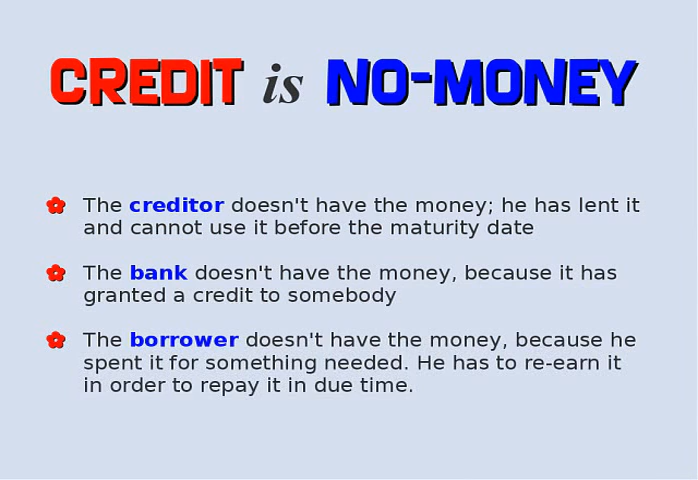 CREDIT is NO-MONEY
The creditor doesn't have the money; he has lent it
and cannot use it before the maturity date
The bank doesn't have the money, because it has
granted a credit to somebody
The borrower doesn't have the money, because he
spent it for something needed. He has to re-earn it
in order to repay it in due time.